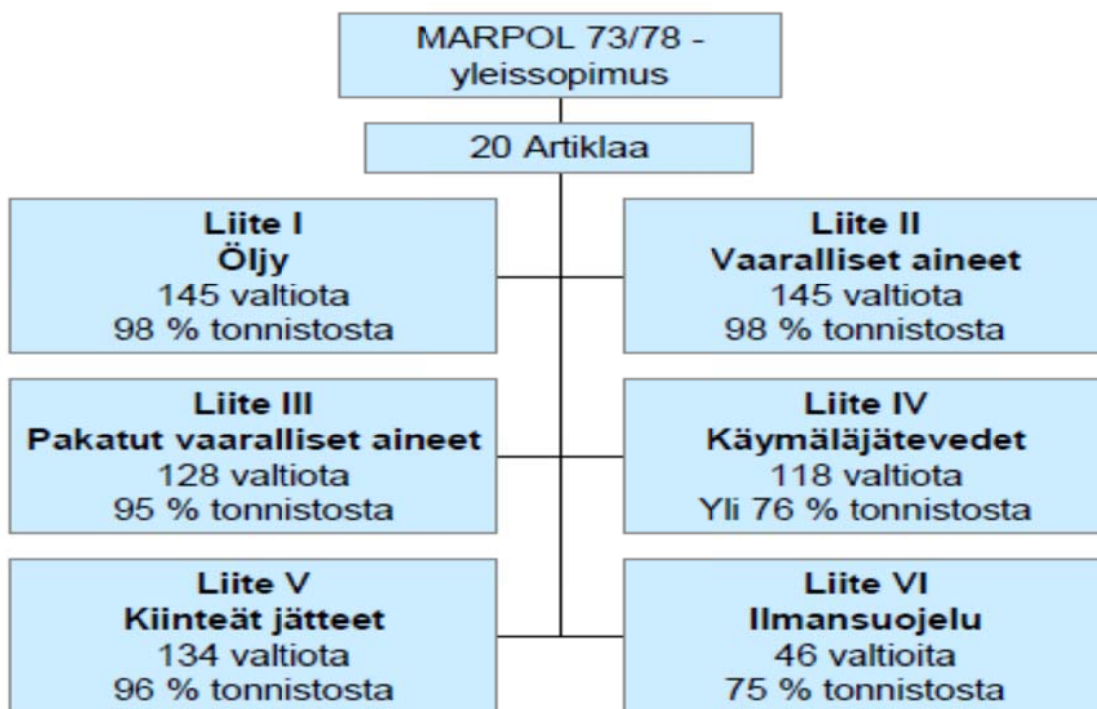 MARPOL 73/78 -
yleissopimus
20 Artiklaa
Liite I
Öljy
145 valtiota
98 % tonnistosta
Liite II
Vaaralliset aineet
145 valtiota
98 % tonnistosta
Liite III
Pakatut vaaralliset aineet
128 valtiota
95 % tonnistosta
Liite IV
Käymäläjätevedet
118 valtiota
Yli 76 % tonnistosta
Liite V
Kiinteät jätteet
134 valtiota
96 % tonnistosta
Liite VI
Ilmansuojelu
46 valtioita
75 % tonnistosta